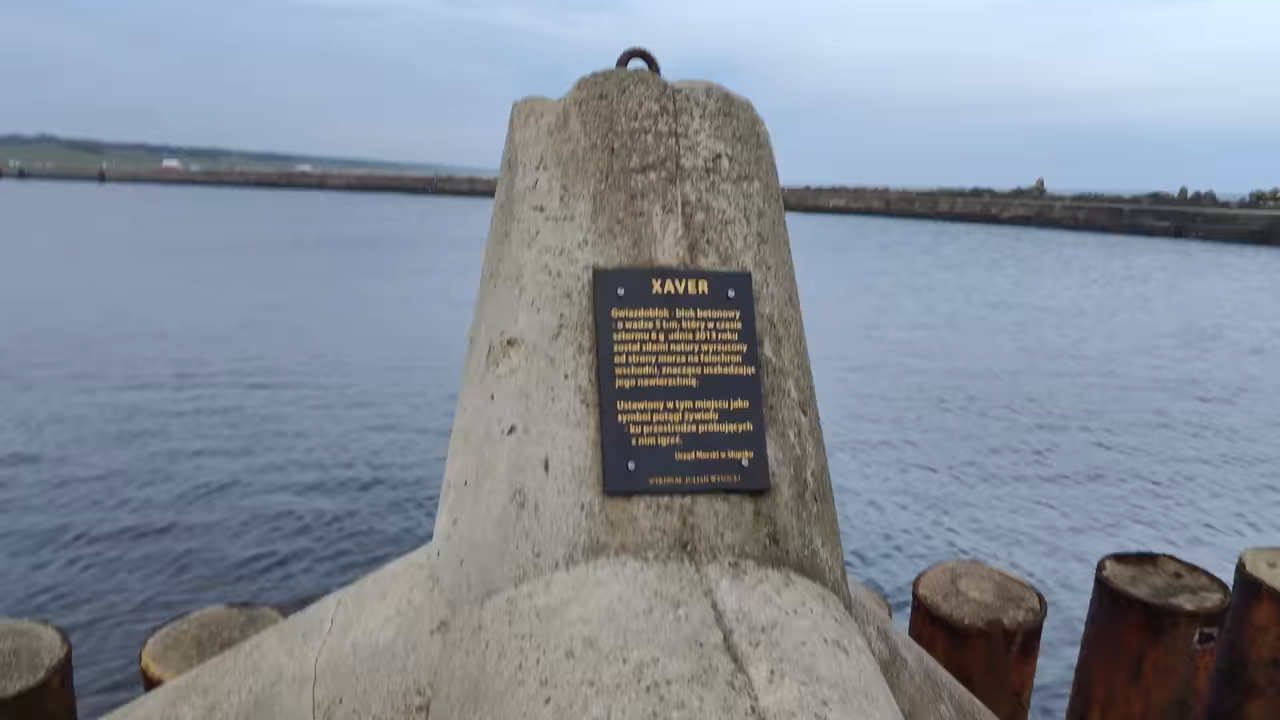 XAVER
Gwiazdoblok - blok betonowy
- o wadze 5 ton, który w czasie
sztormu 6 g udnia 2013 roku
został siłami natury wyrzucony
od strony morza na falochron
wschodni, znacząco uszkadzając
jego nawierzchnię.
Ustawiony w tym miejscu jako
symbol potęgi żywiołu
- ku przestrodze próbujących
z nim igrać.
Urząd Morski w Słupsku